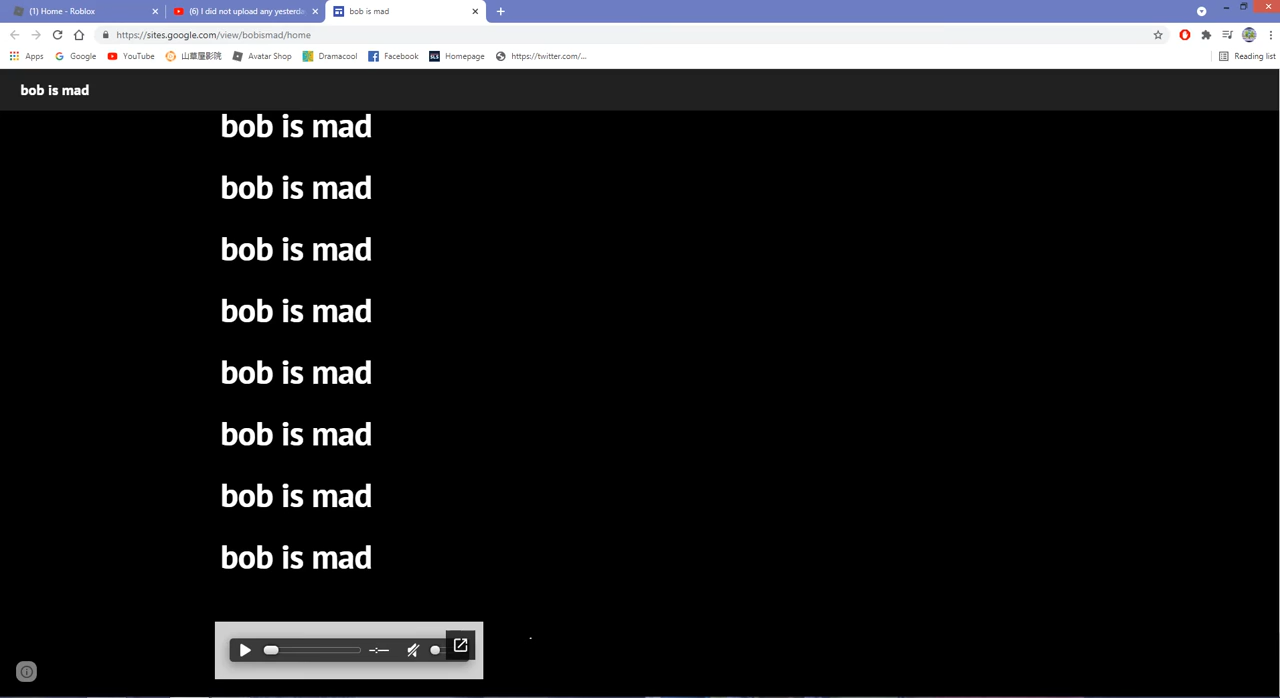 (1) Home - Roblox
(6) I did not upload any yesterda
bob is mad
https://sites.google.com/view/bobismad/home
Apps
Google
YouTube
山草屋影院
Avatar Shop
Dramacool
Facebook
SLS
Homepage
https://twitter.com/...
Reading list
bob is mad
bob is mad
bob is mad
bob is mad
bob is mad
bob is mad
bob is mad
bob is mad
bob is mad
-:--